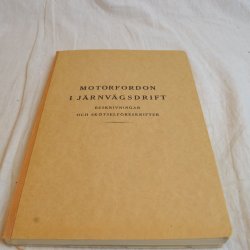 MOTORFORDON
I JÄRNVÄGSDRIFT
BESKRIVNINGAR
OCH SKÖTSELFÖRESKRIFTER